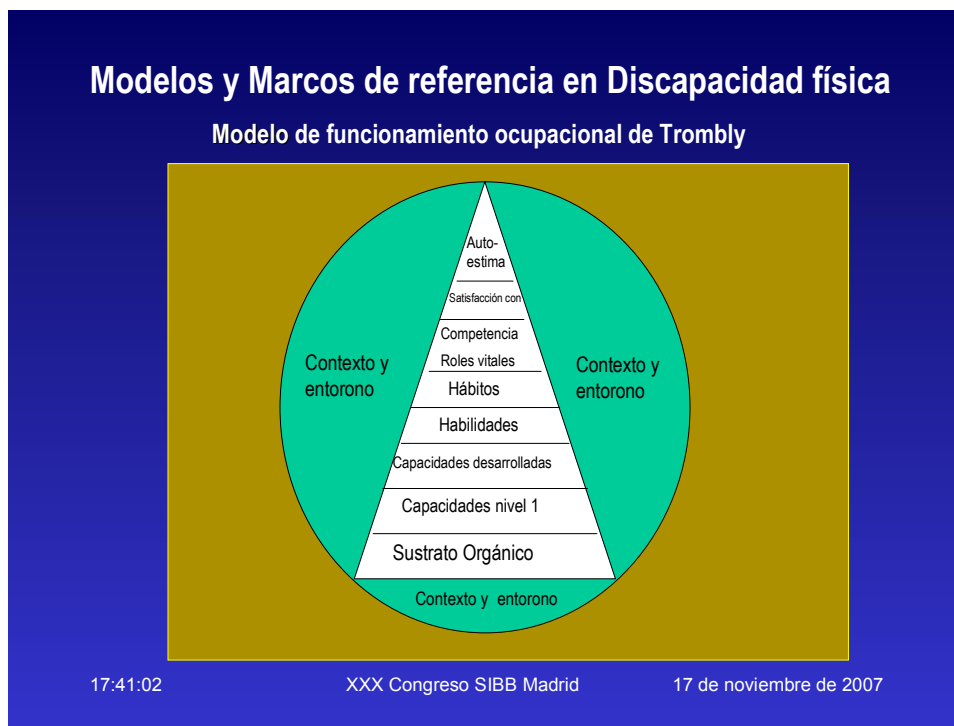 Modelos y Marcos de referencia en Discapacidad física
Modelo de funcionamiento ocupacional de Trombly
Auto-
estima
Satisfacción con
Competencia
Roles vitales
Contexto y
entorono
Contexto y
entorono
Hábitos
Habilidades
Capacidades desarrolladas
Capacidades nivel 1
Sustrato Orgánico
Contexto y entorono
17:41:02
XXX Congreso SIBB Madrid
17 de noviembre de 2007